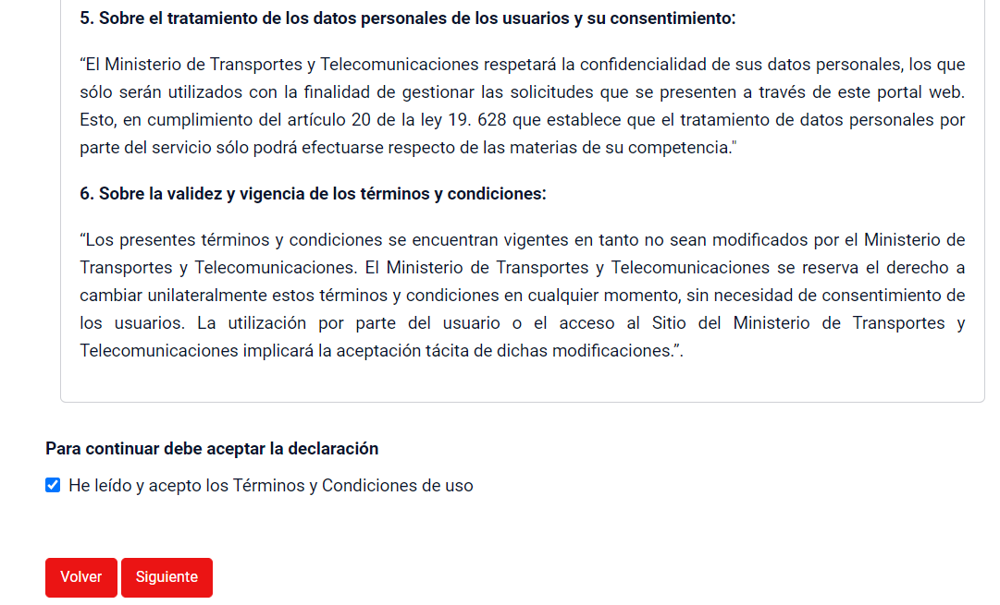 5. Sobre el tratamiento de los datos personales de los usuarios y su consentimiento:
“El Ministerio de Transportes y Telecomunicaciones respetará la confidencialidad de sus datos personales, los que
sólo serán utilizados con la finalidad de gestionar las solicitudes que se presenten a través de este portal web.
Esto, en cumplimiento del artículo 20 de la ley 19. 628 que establece que el tratamiento de datos personales por
parte del servicio sólo podrá efectuarse respecto de las materias de su competencia."
6. Sobre la validez y vigencia de los términos y condiciones:
“Los presentes términos y condiciones se encuentran vigentes en tanto no sean modificados por el Ministerio de
Transportes y Telecomunicaciones. El Ministerio de Transportes y Telecomunicaciones se reserva el derecho a
cambiar unilateralmente estos términos y condiciones en cualquier momento, sin necesidad de consentimiento de
los usuarios. La utilización por parte del usuario o el acceso al Sitio del Ministerio de Transportes y
Telecomunicaciones implicará la aceptación tácita de dichas modificaciones.”.
Para continuar debe aceptar la declaración
He leído y acepto los Términos y Condiciones de uso
Volver Siguiente